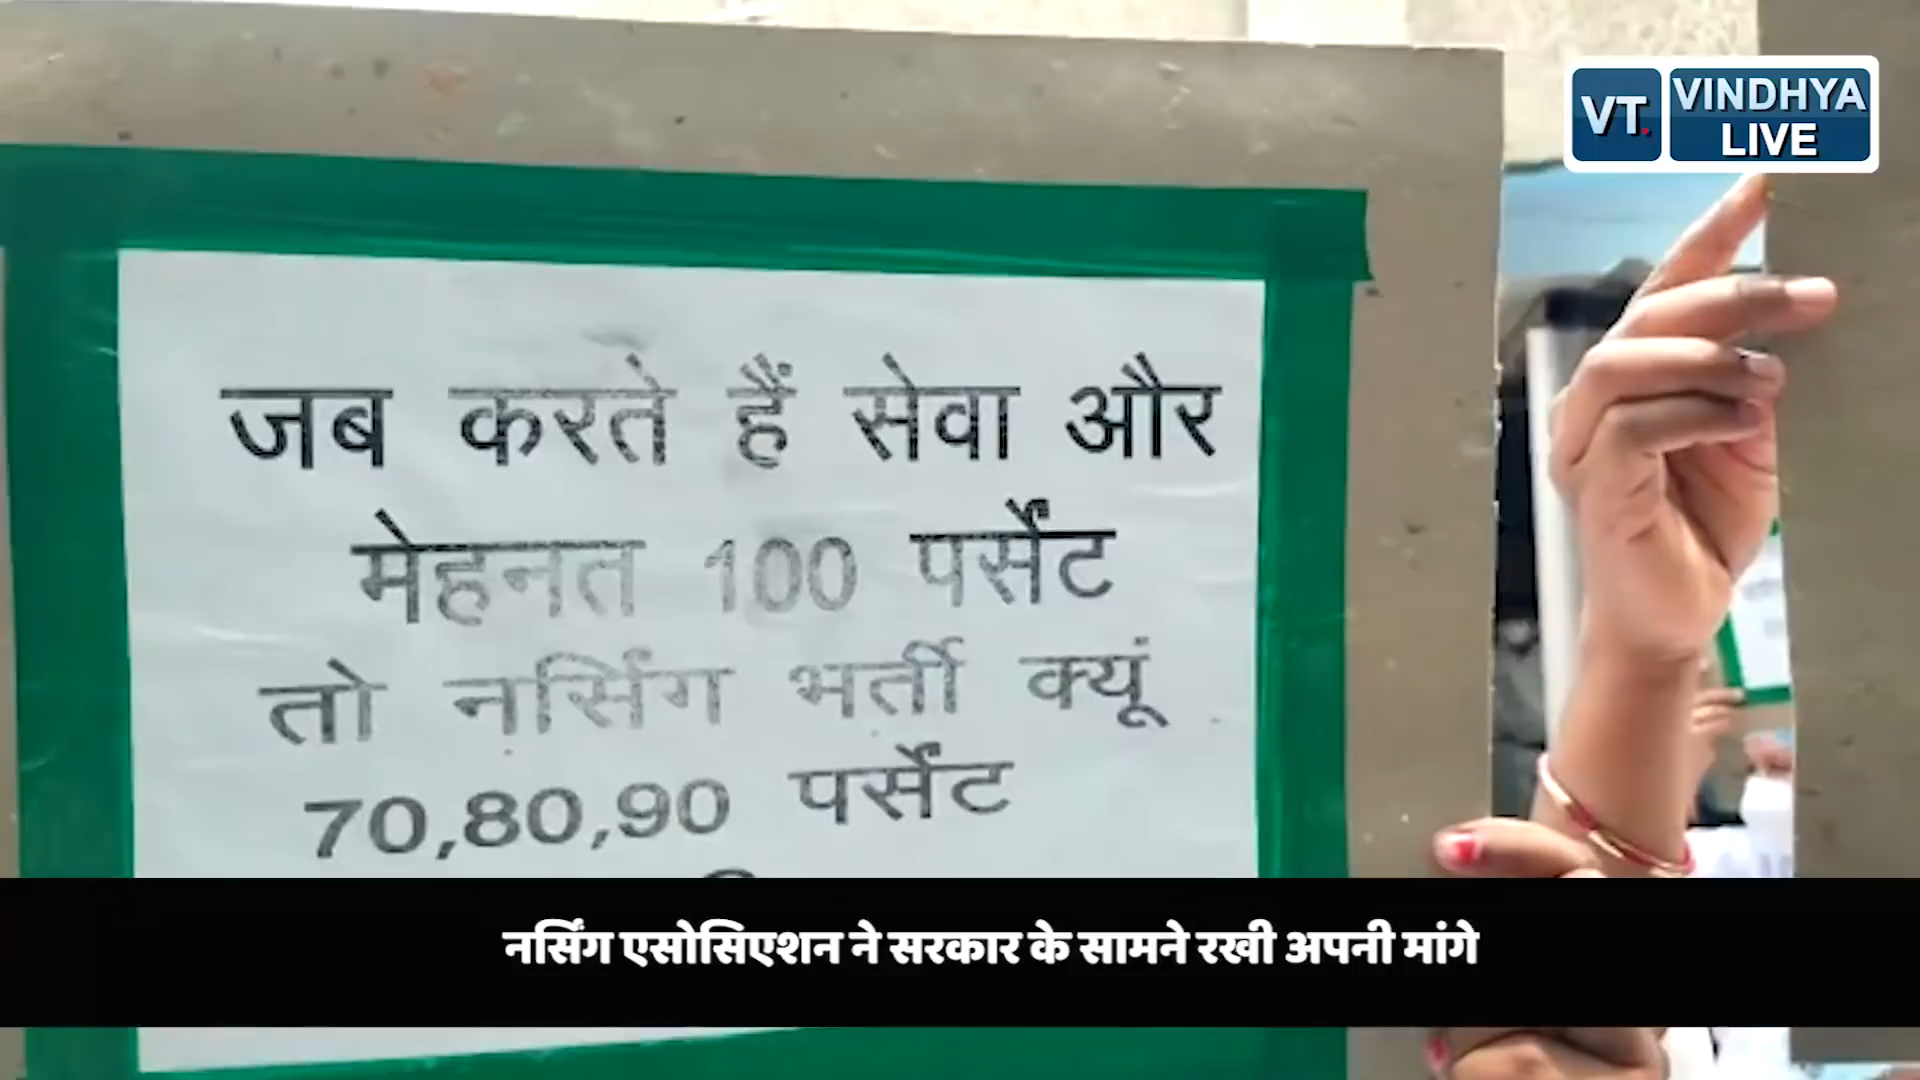 VT. VINDHYA
LIVE
जब करते हैं सेवा और
मेहनत 100 पर्सेंट
तो नर्सिंग भर्ती क्यूं
70,80,90 पर्सेंट
नर्सिंग एसोसिएशन ने सरकार के सामने रखी अपनी मांगे